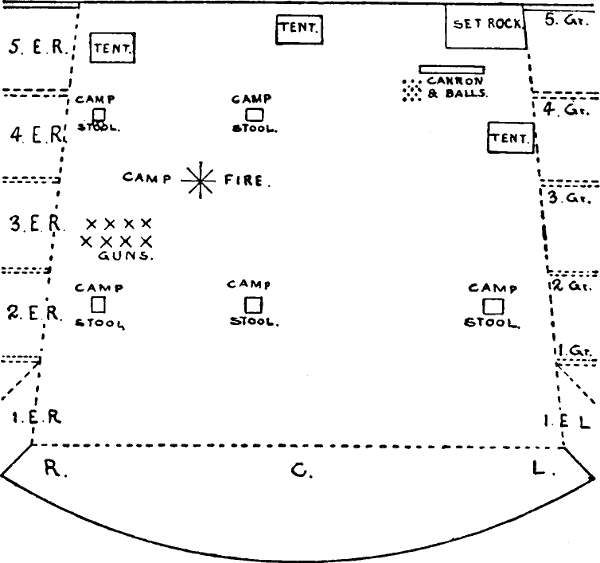 5. E.R.
TENT.
TENT.
SET ROCK.
5. Gr.
CANNON
& BALLS.
CAMP
STOOL.
CAMP
STOOL.
4. E.R.
4. Gr.
TENT.
CAMP FIRE.
3. E.R.
3. Gr.
GUNS.
CAMP
STOOL.
CAMP
STOOL.
CAMP
STOOL.
2. E.R.
2 Gr.
1. Gr.
1. E.R
1. E L
R. C. L.